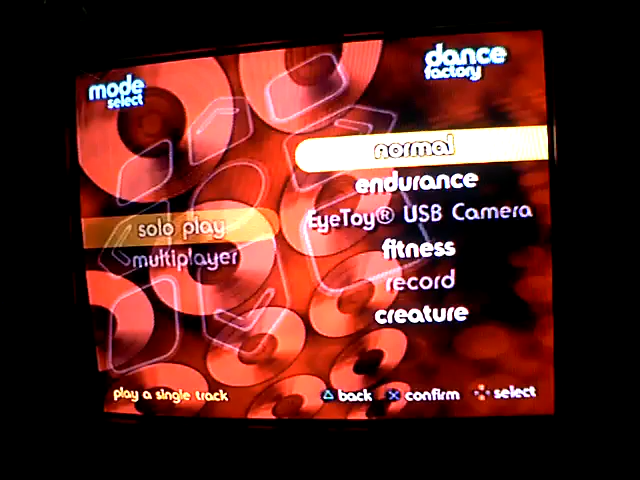 mode
select
dance
factory
normal
endurance
EyeToy® USB Camera
fitness
record
creature
solo play
multiplayer
play a single track
back
confirm
select